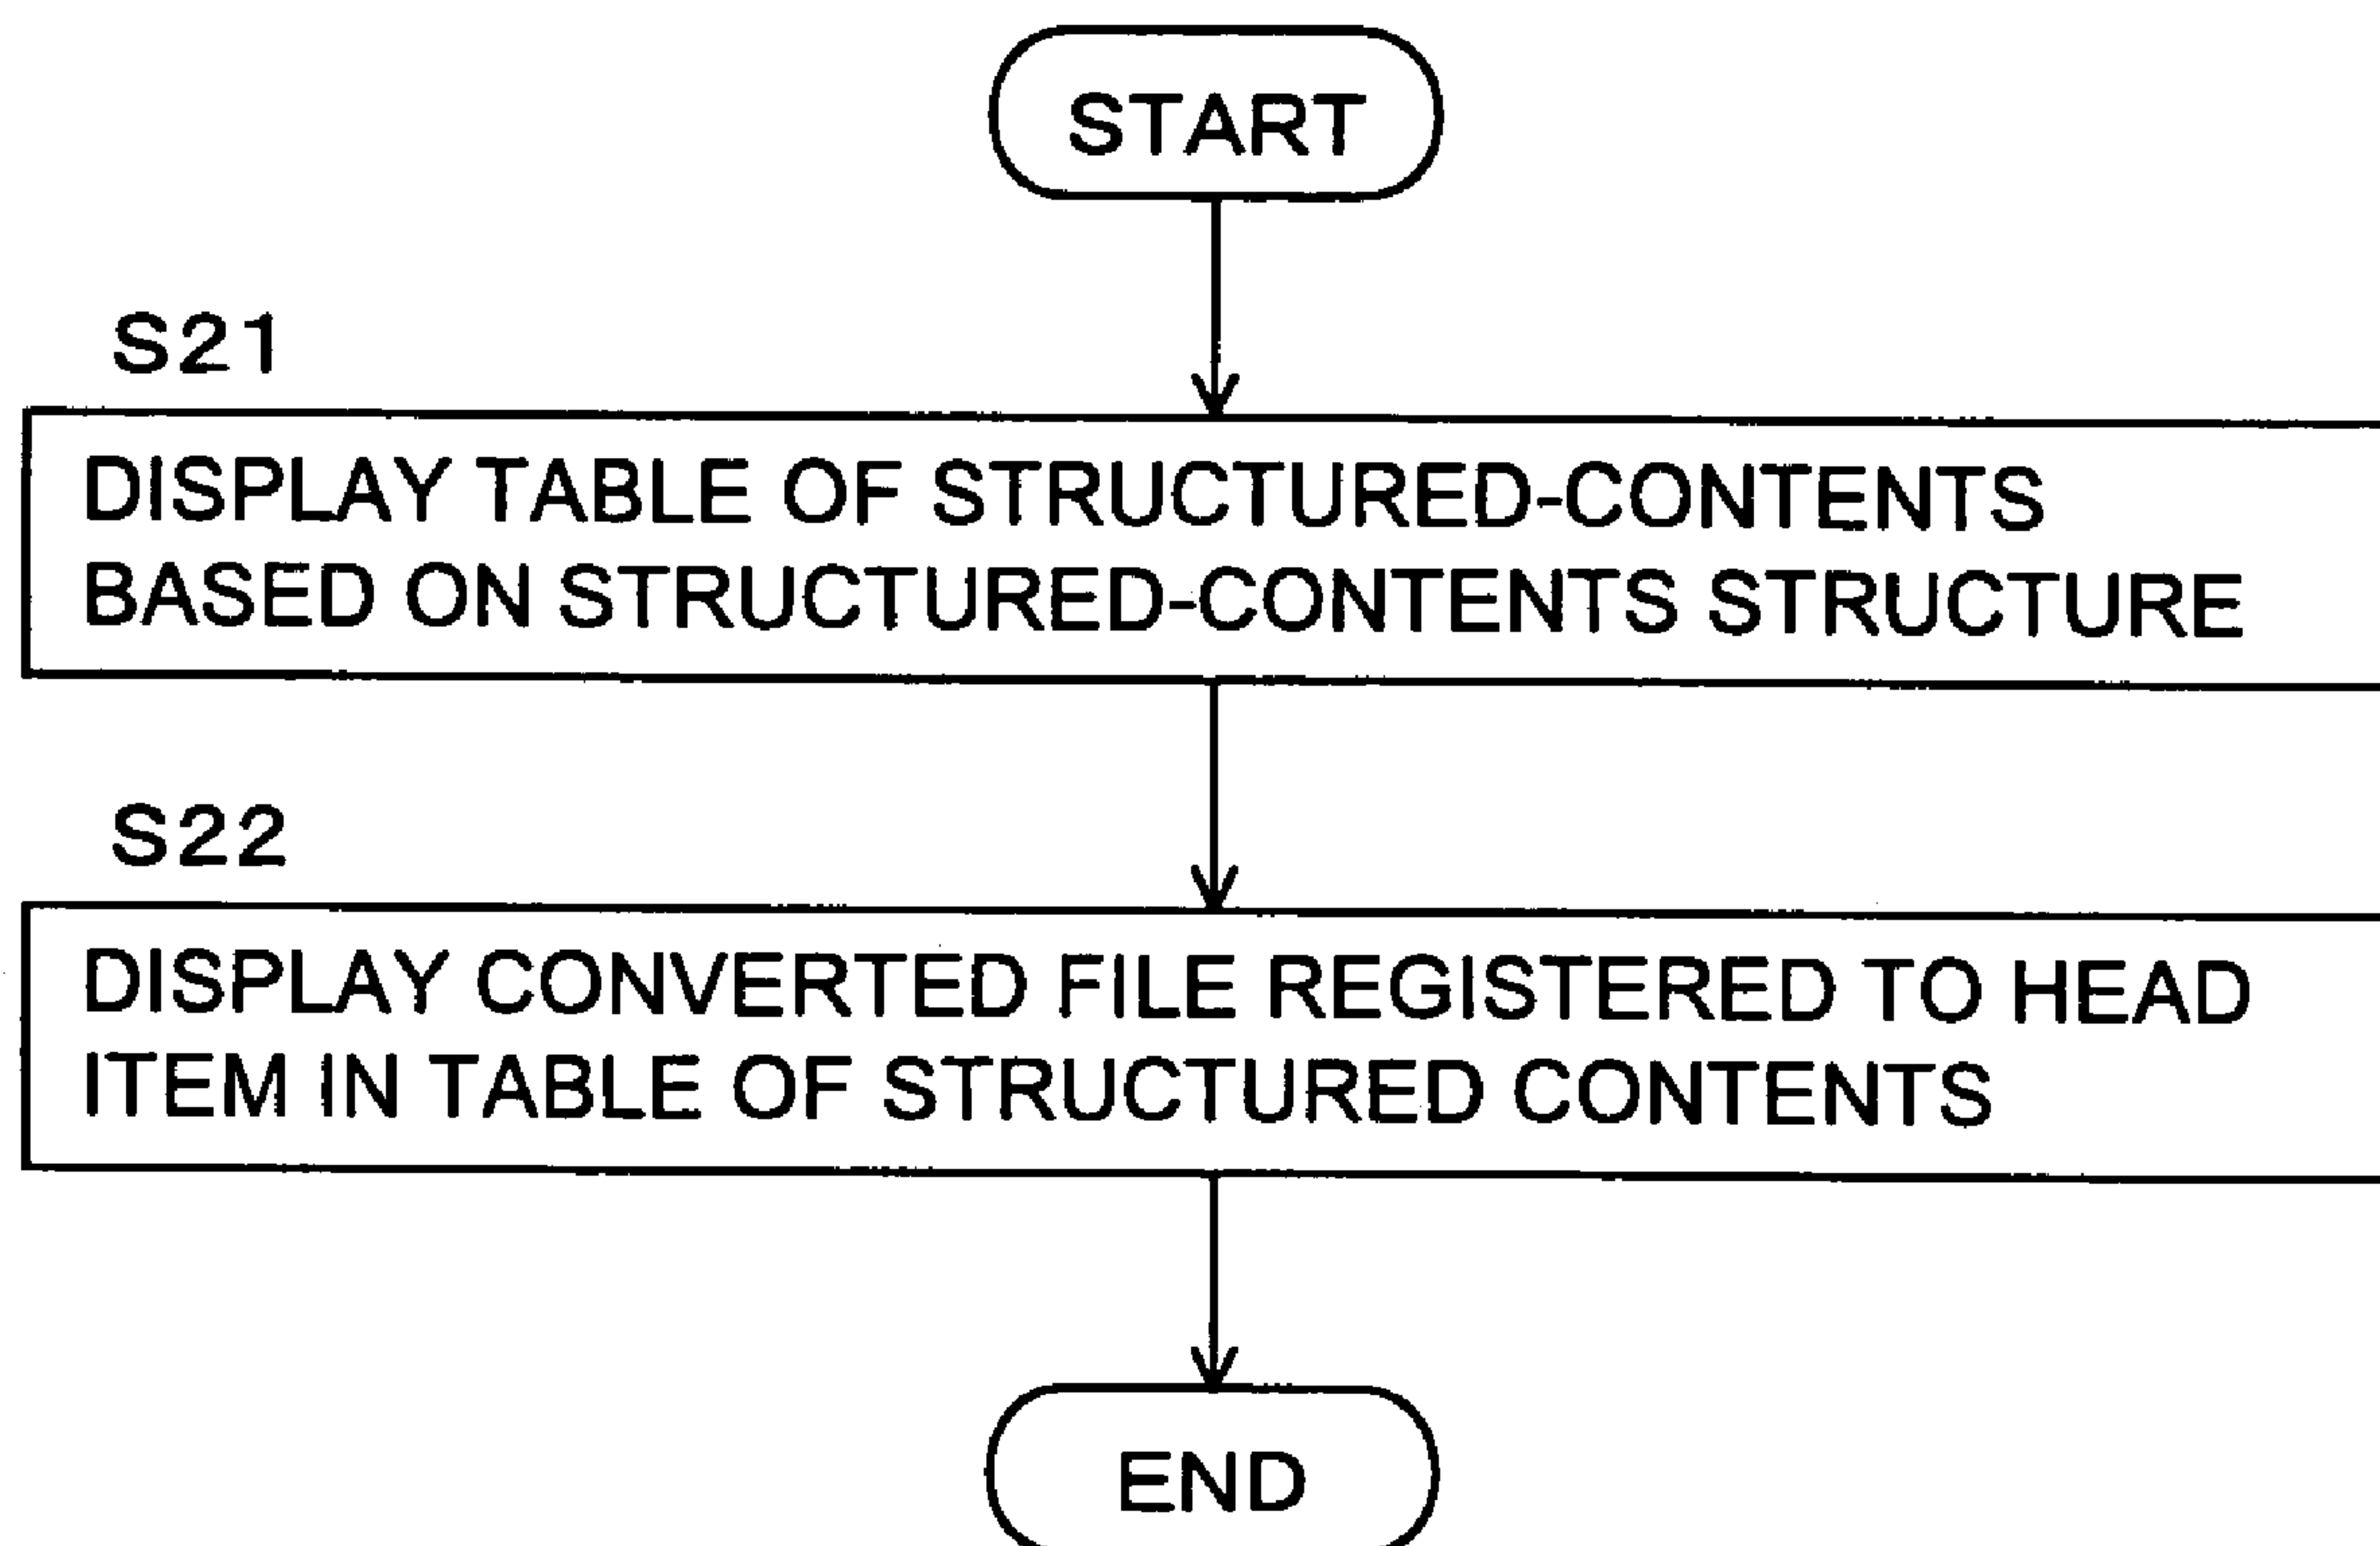 START
S21
DISPLAY TABLE OF STRUCTURED-CONTENTS
BASED ON STRUCTURED-CONTENTS STRUCTURE
S22
DISPLAY CONVERTED FILE REGISTERED TO HEAD
ITEM IN TABLE OF STRUCTURED CONTENTS
END